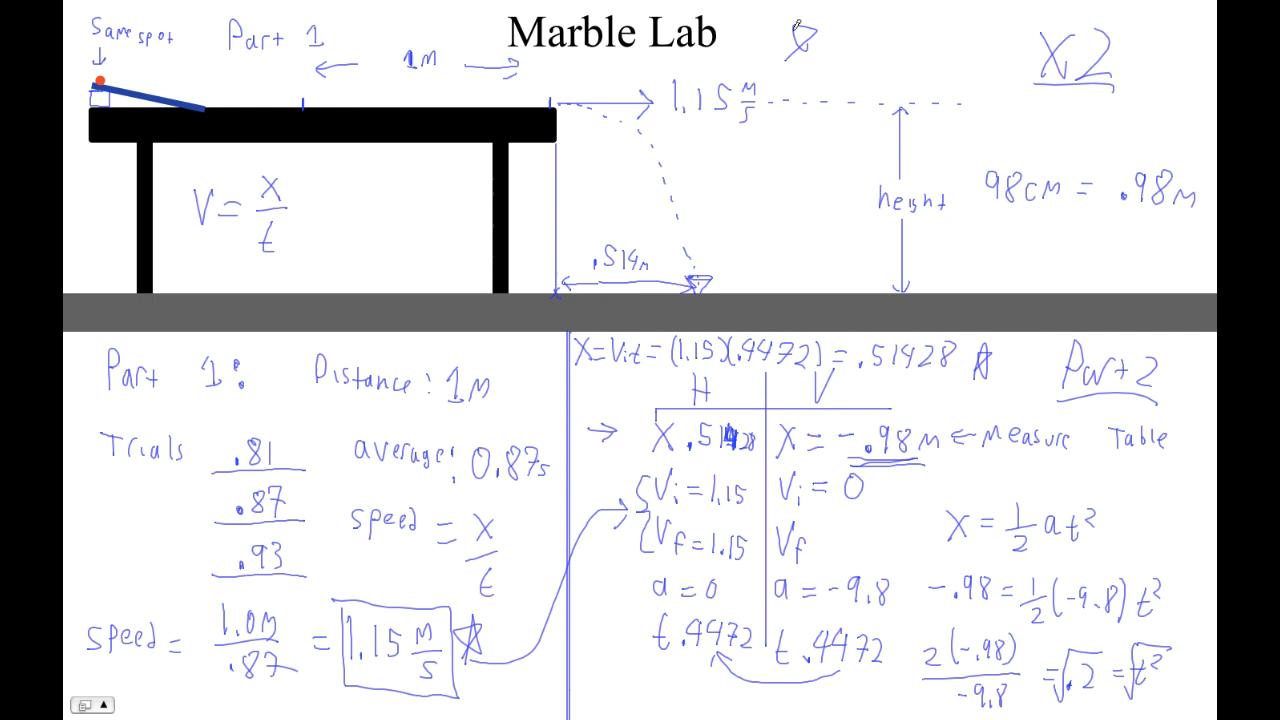 Marble Lab
Same spot
Part 1
1M
x2
1.15 M/s
V = x/t
height
98cm = .98m
.514m
Part 1:
Distance: 1M
Trials
.81
.87
.93
average: 0.87s
speed = x/t
speed = 1.0M/.87 = 1.15 M/s
X=Vit = (1.15)(.4472) = .51428
Part 2
H V
X .51428 X = -.98m ← measure Table
Vi = 1.15 Vi = 0
Vf = 1.15 Vf
a = 0 a = -9.8
t .4472 t .4472
X = 1/2 at²
-.98 = 1/2 (-9.8) t²
2(-.98)/-9.8 = √.2 = √t²